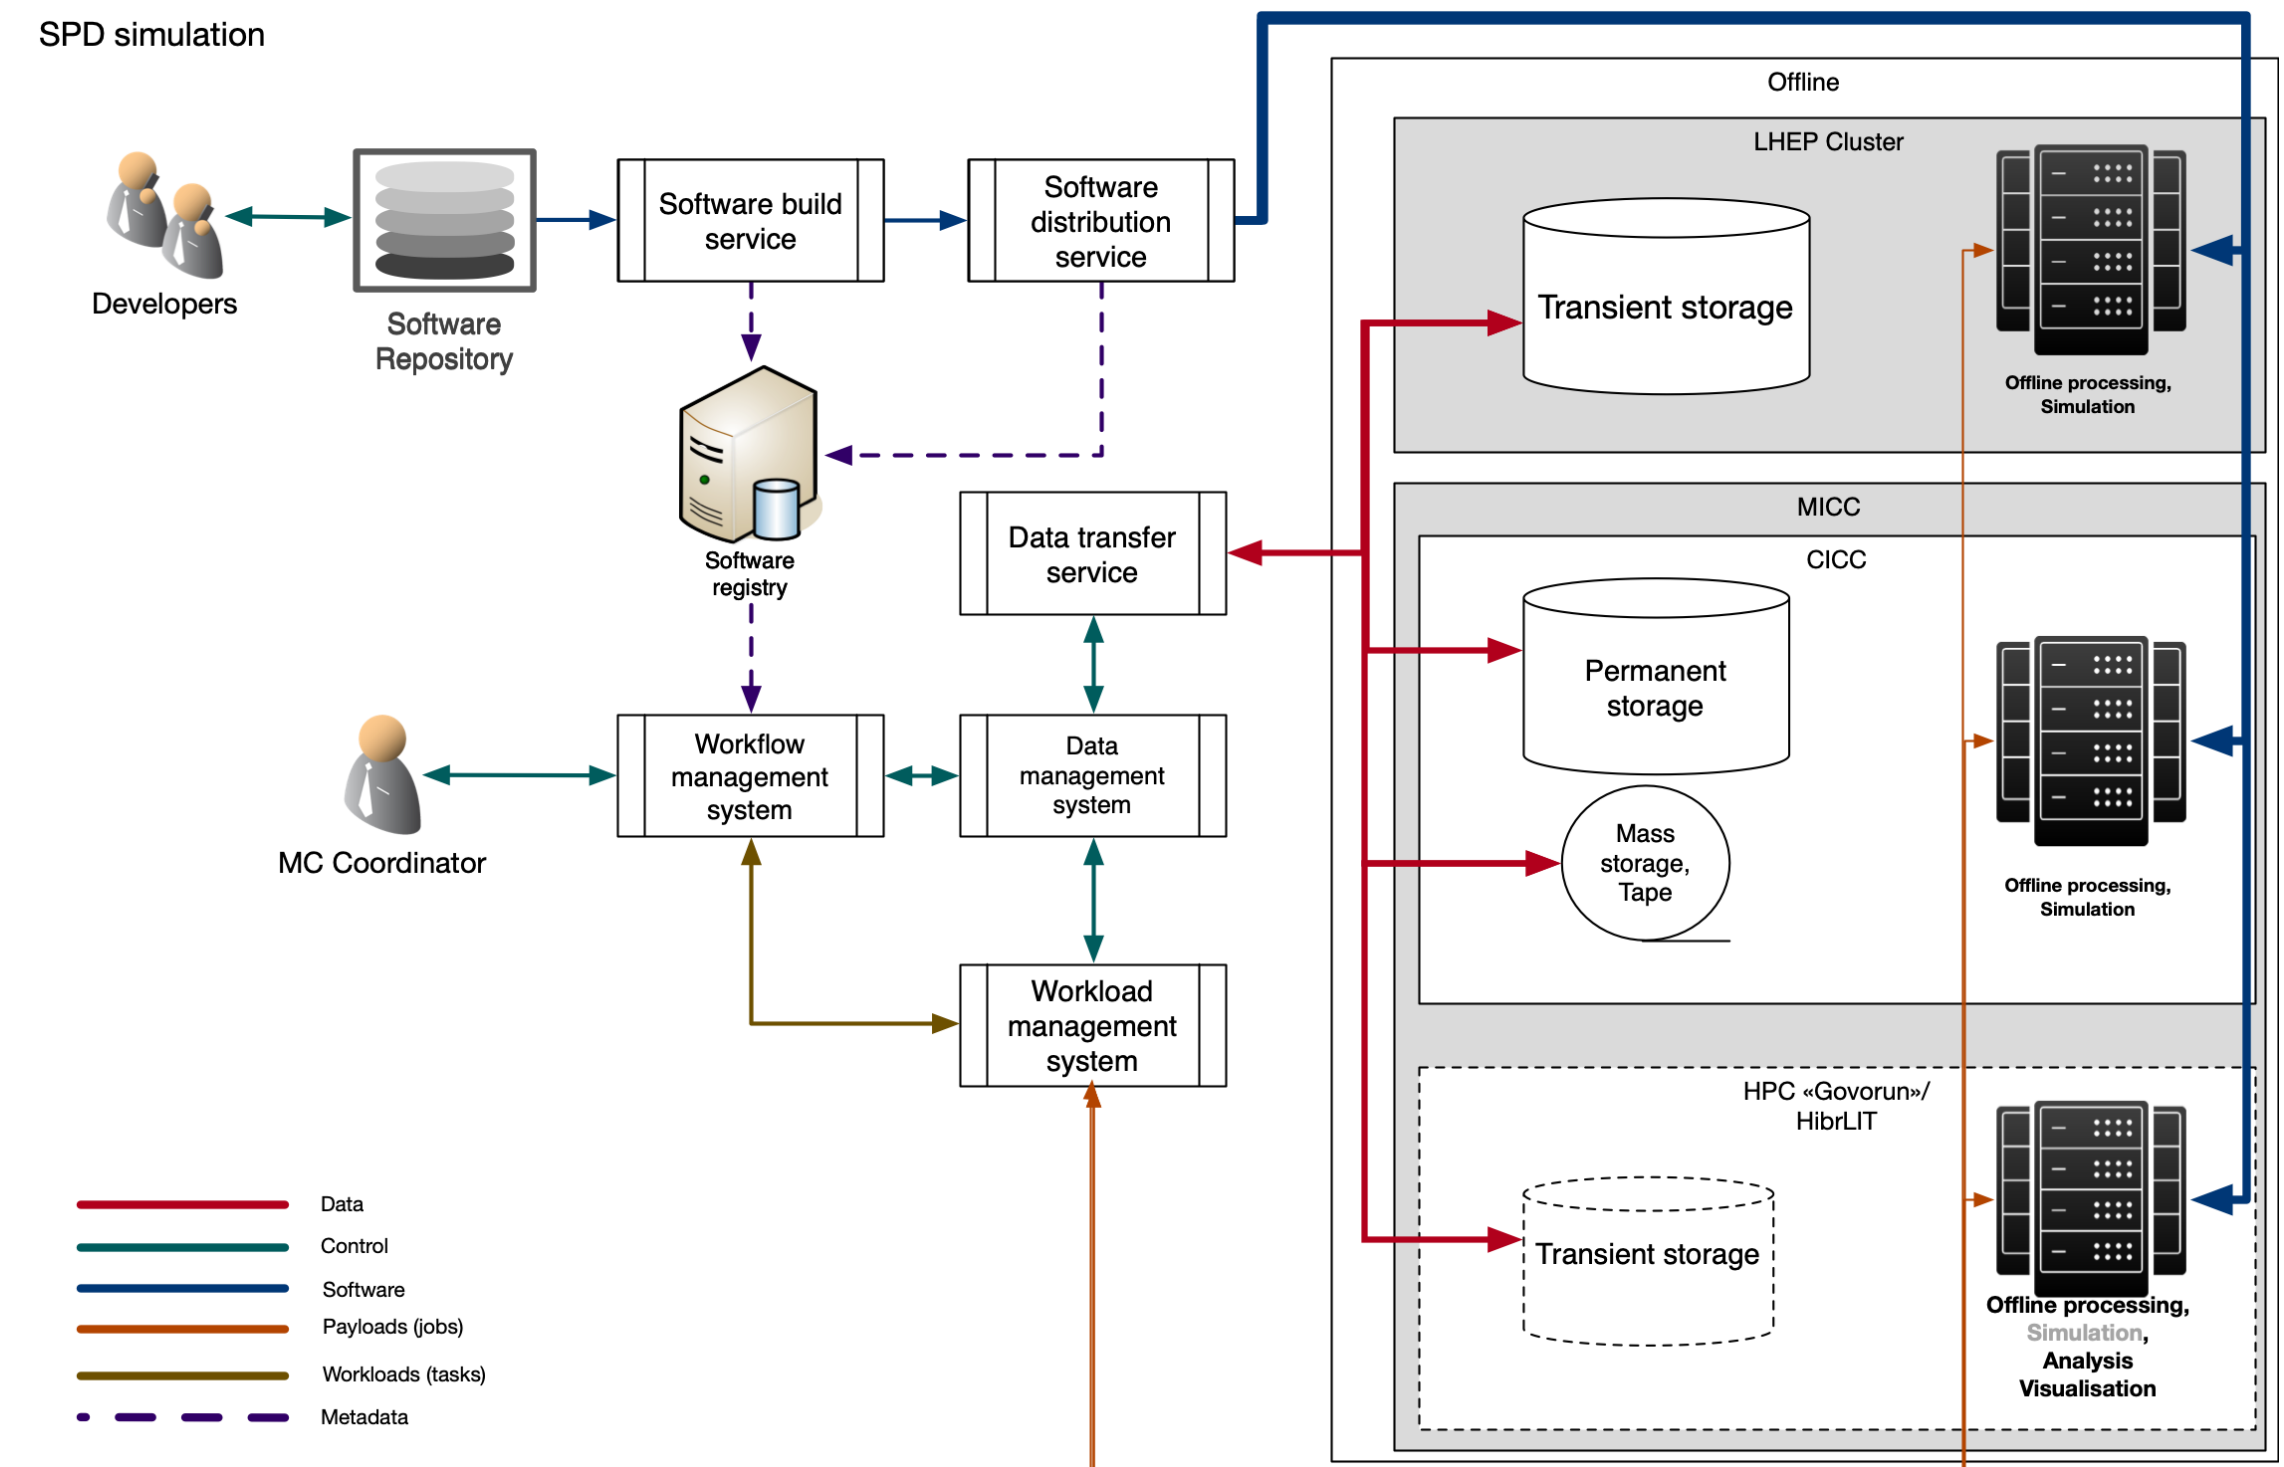 SPD simulation
Developers
Software
Repository
Software build
service
Software
distribution
service
Software
registry
Data transfer
service
MC Coordinator
Workflow
management
system
Data
management
system
Workload
management
system
Offline
LHEP Cluster
Transient storage
Offline processing,
Simulation
MICC
CICC
Permanent
storage
Mass
storage,
Tape
Offline processing,
Simulation
HPC «Govorun»/
HibrLIT
Transient storage
Offline processing,
Simulation,
Analysis
Visualisation
Data
Control
Software
Payloads (jobs)
Workloads (tasks)
Metadata